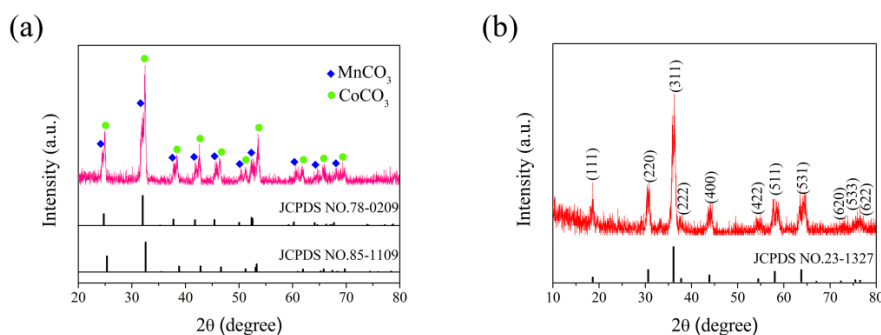 (a)
MnCO₃
CoCO₃
JCPDS NO.78-0209
JCPDS NO.85-1109
Intensity (a.u.)
20 30 40 50 60 70 80
2θ (degree)
(b)
(111)
(220)
(311)
(222)
(400)
(422)
(511)
(531)
(620)
(533)
(622)
JCPDS NO.23-1327
Intensity (a.u.)
10 20 30 40 50 60 70 80
2θ (degree)